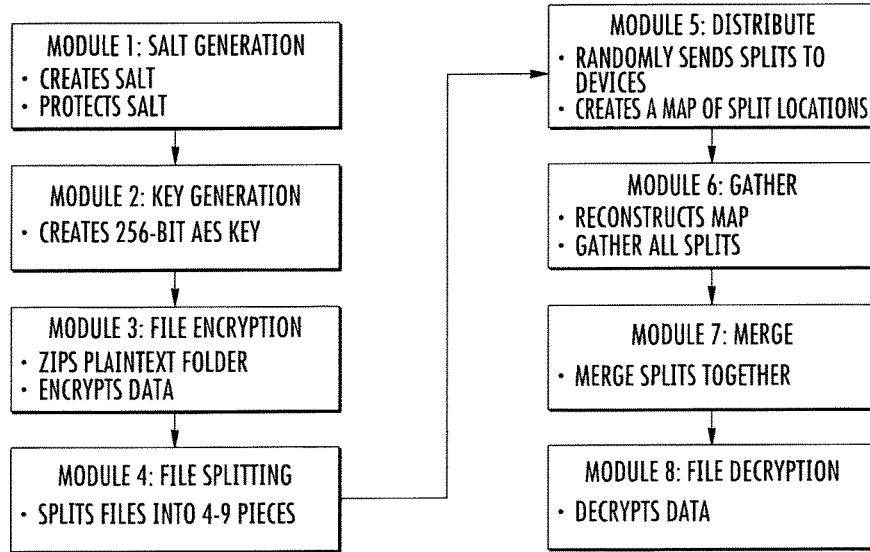 MODULE 1: SALT GENERATION
• CREATES SALT
• PROTECTS SALT
MODULE 2: KEY GENERATION
• CREATES 256-BIT AES KEY
MODULE 3: FILE ENCRYPTION
• ZIPS PLAINTEXT FOLDER
• ENCRYPTS DATA
MODULE 4: FILE SPLITTING
• SPLITS FILES INTO 4-9 PIECES
MODULE 5: DISTRIBUTE
• RANDOMLY SENDS SPLITS TO
DEVICES
• CREATES A MAP OF SPLIT LOCATIONS
MODULE 6: GATHER
• RECONSTRUCTS MAP
• GATHER ALL SPLITS
MODULE 7: MERGE
• MERGE SPLITS TOGETHER
MODULE 8: FILE DECRYPTION
• DECRYPTS DATA